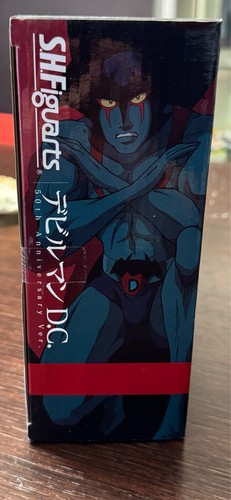 S.H.Figuarts®
デビルマン D.C.
50th Anniversary Ver.
D